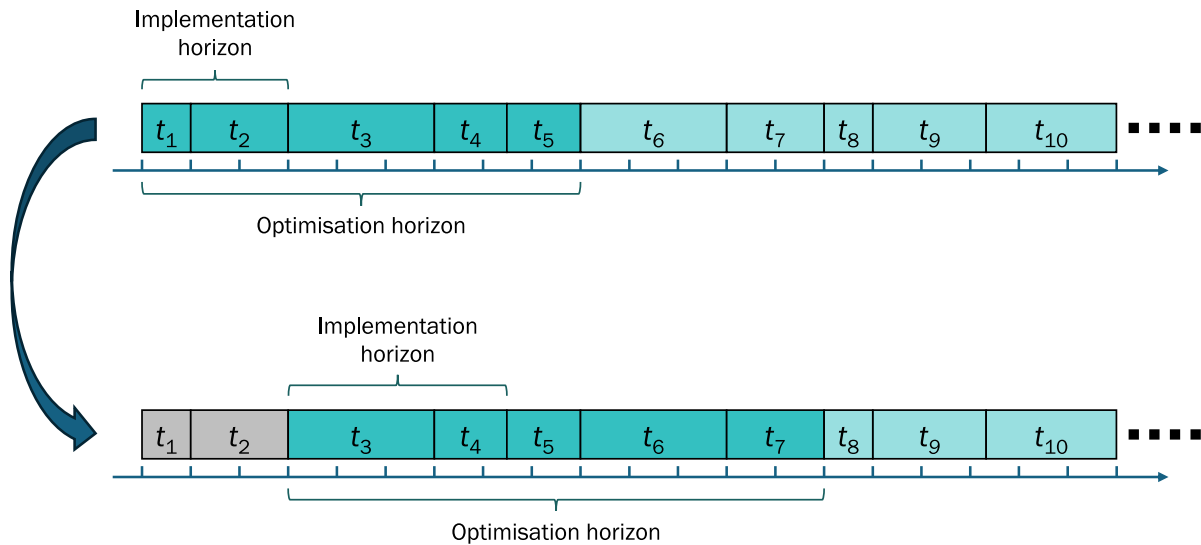 Implementation
horizon
t1 t2 t3 t4 t5 t6 t7 t8 t9 t10
Optimisation horizon
Implementation
horizon
t1 t2 t3 t4 t5 t6 t7 t8 t9 t10
Optimisation horizon